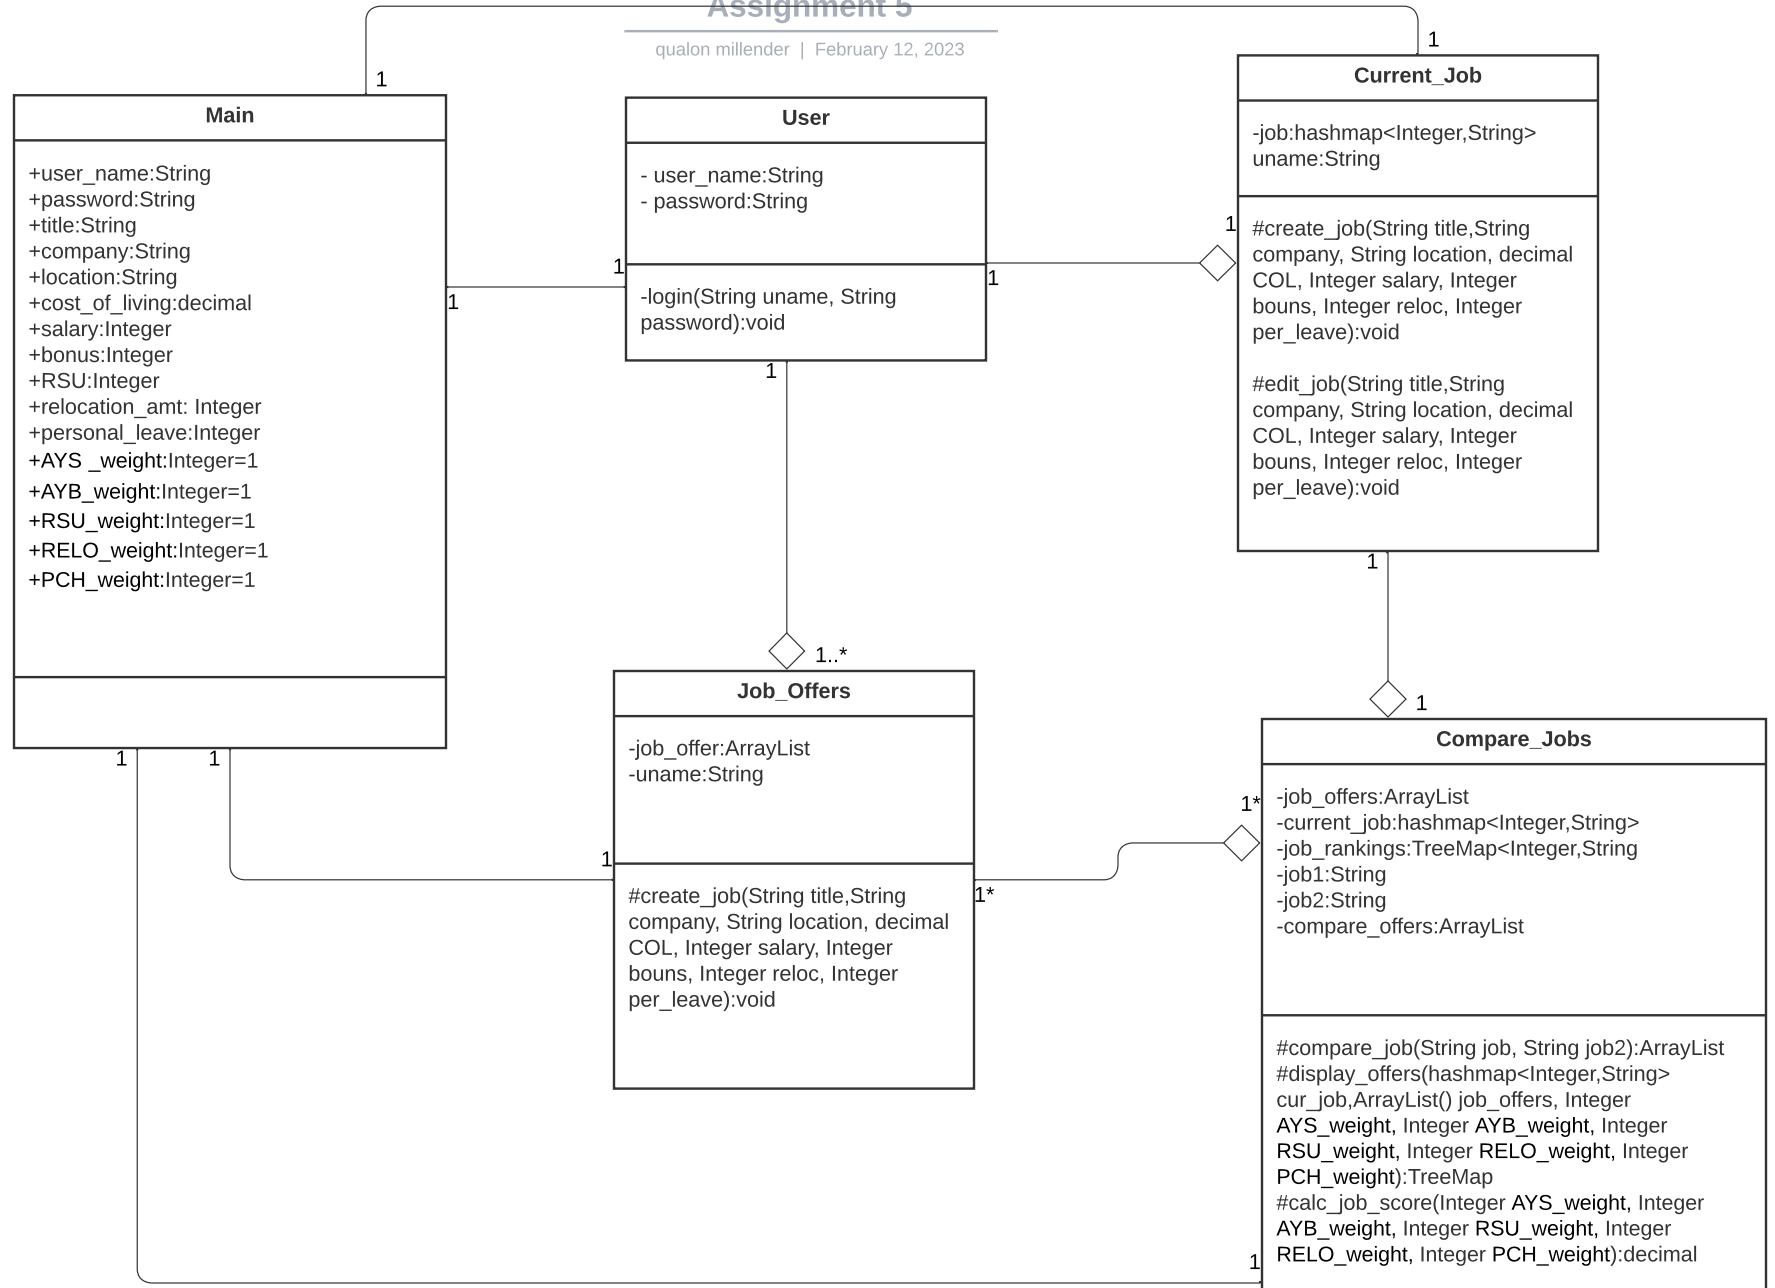 Assignment 5
qualon millender | February 12, 2023
1
1
Main
+user_name:String
+password:String
+title:String
+company:String
+location:String
+cost_of_living:decimal
+salary:Integer
+bonus:Integer
+RSU:Integer
+relocation_amt: Integer
+personal_leave:Integer
+AYS _weight:Integer=1
+AYB_weight:Integer=1
+RSU_weight:Integer=1
+RELO_weight:Integer=1
+PCH_weight:Integer=1
1
1
1
1
User
- user_name:String
- password:String
-login(String uname, String
password):void
1
1
1
Current_Job
-job:hashmap<Integer,String>
uname:String
#create_job(String title,String
company, String location, decimal
COL, Integer salary, Integer
bouns, Integer reloc, Integer
per_leave):void
#edit_job(String title,String
company, String location, decimal
COL, Integer salary, Integer
bouns, Integer reloc, Integer
per_leave):void
1
1
1..*
Job_Offers
-job_offer:ArrayList
-uname:String
#create_job(String title,String
company, String location, decimal
COL, Integer salary, Integer
bouns, Integer reloc, Integer
per_leave):void
1
1*
1*
Compare_Jobs
-job_offers:ArrayList
-current_job:hashmap<Integer,String>
-job_rankings:TreeMap<Integer,String
-job1:String
-job2:String
-compare_offers:ArrayList
#compare_job(String job, String job2):ArrayList
#display_offers(hashmap<Integer,String>
cur_job,ArrayList() job_offers, Integer
AYS_weight, Integer AYB_weight, Integer
RSU_weight, Integer RELO_weight, Integer
PCH_weight):TreeMap
#calc_job_score(Integer AYS_weight, Integer
AYB_weight, Integer RSU_weight, Integer
RELO_weight, Integer PCH_weight):decimal
1